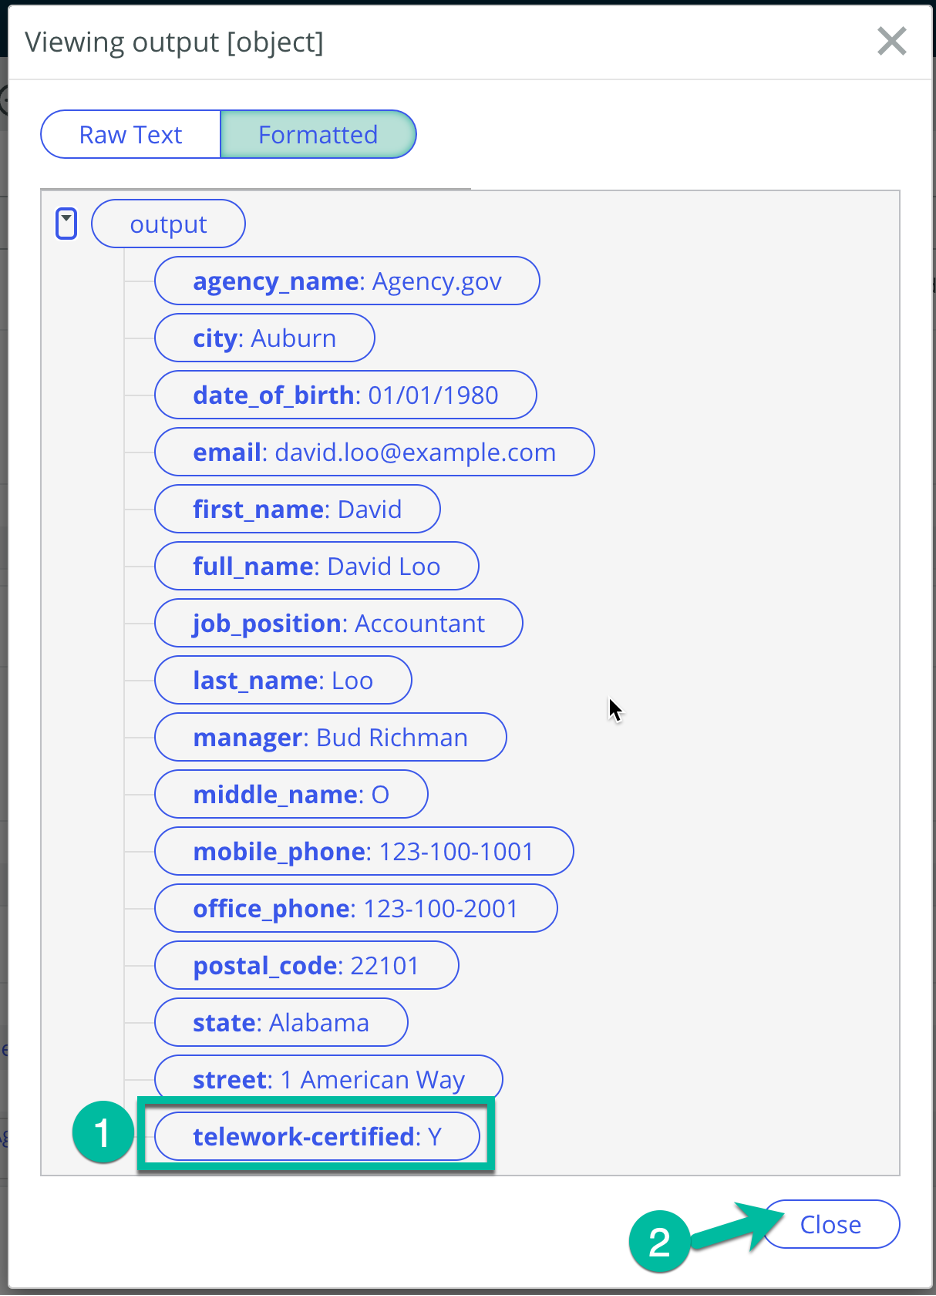 Viewing output [object]
Raw Text
Formatted
output
agency_name: Agency.gov
city: Auburn
date_of_birth: 01/01/1980
email: david.loo@example.com
first_name: David
full_name: David Loo
job_position: Accountant
last_name: Loo
manager: Bud Richman
middle_name: O
mobile_phone: 123-100-1001
office_phone: 123-100-2001
postal_code: 22101
state: Alabama
street: 1 American Way
1
telework-certified: Y
2
Close